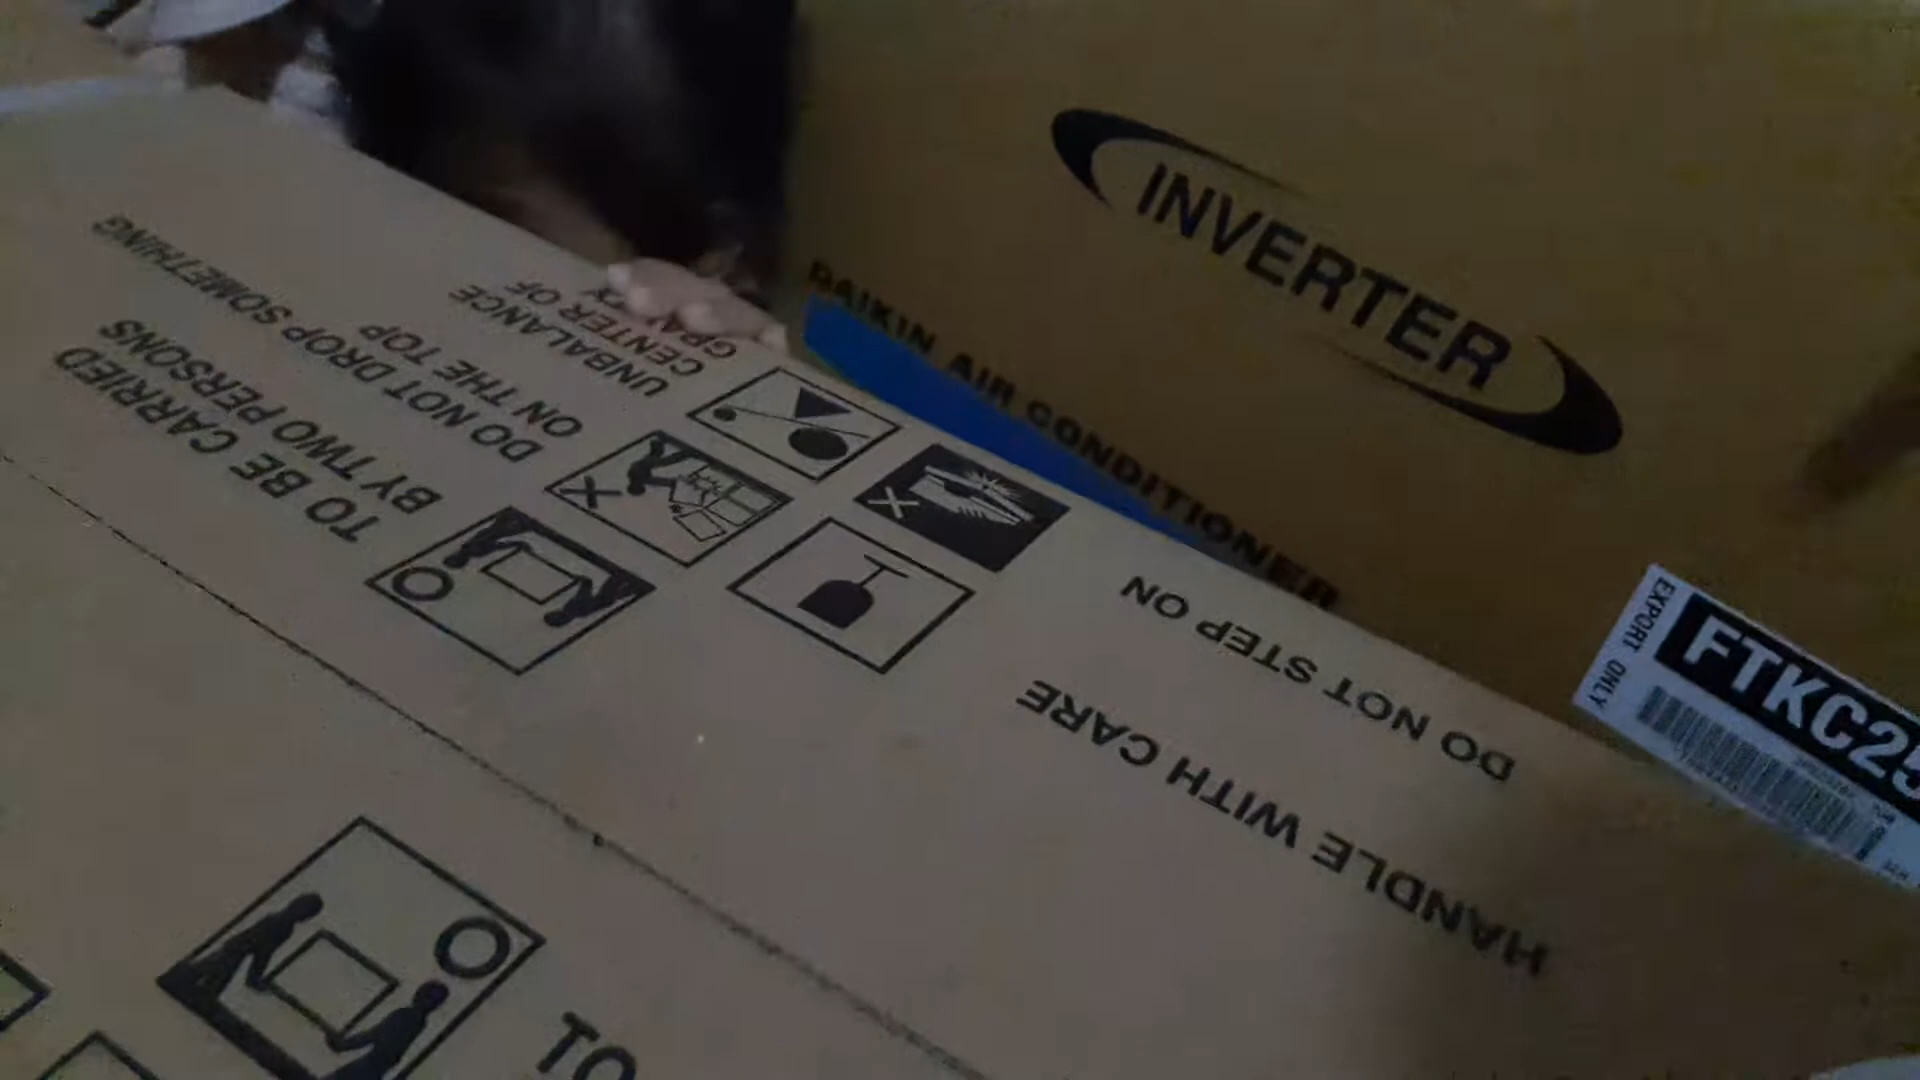 INVERTER
DAIKIN AIR CONDITIONER
EXPORT ONLY
FTKC25
DO NOT STEP ON
HANDLE WITH CARE
UNBALANCE
CENTER OF
DO NOT DROP SOMETHING
ON THE TOP
TO BE CARRIED
BY TWO PERSONS
TO